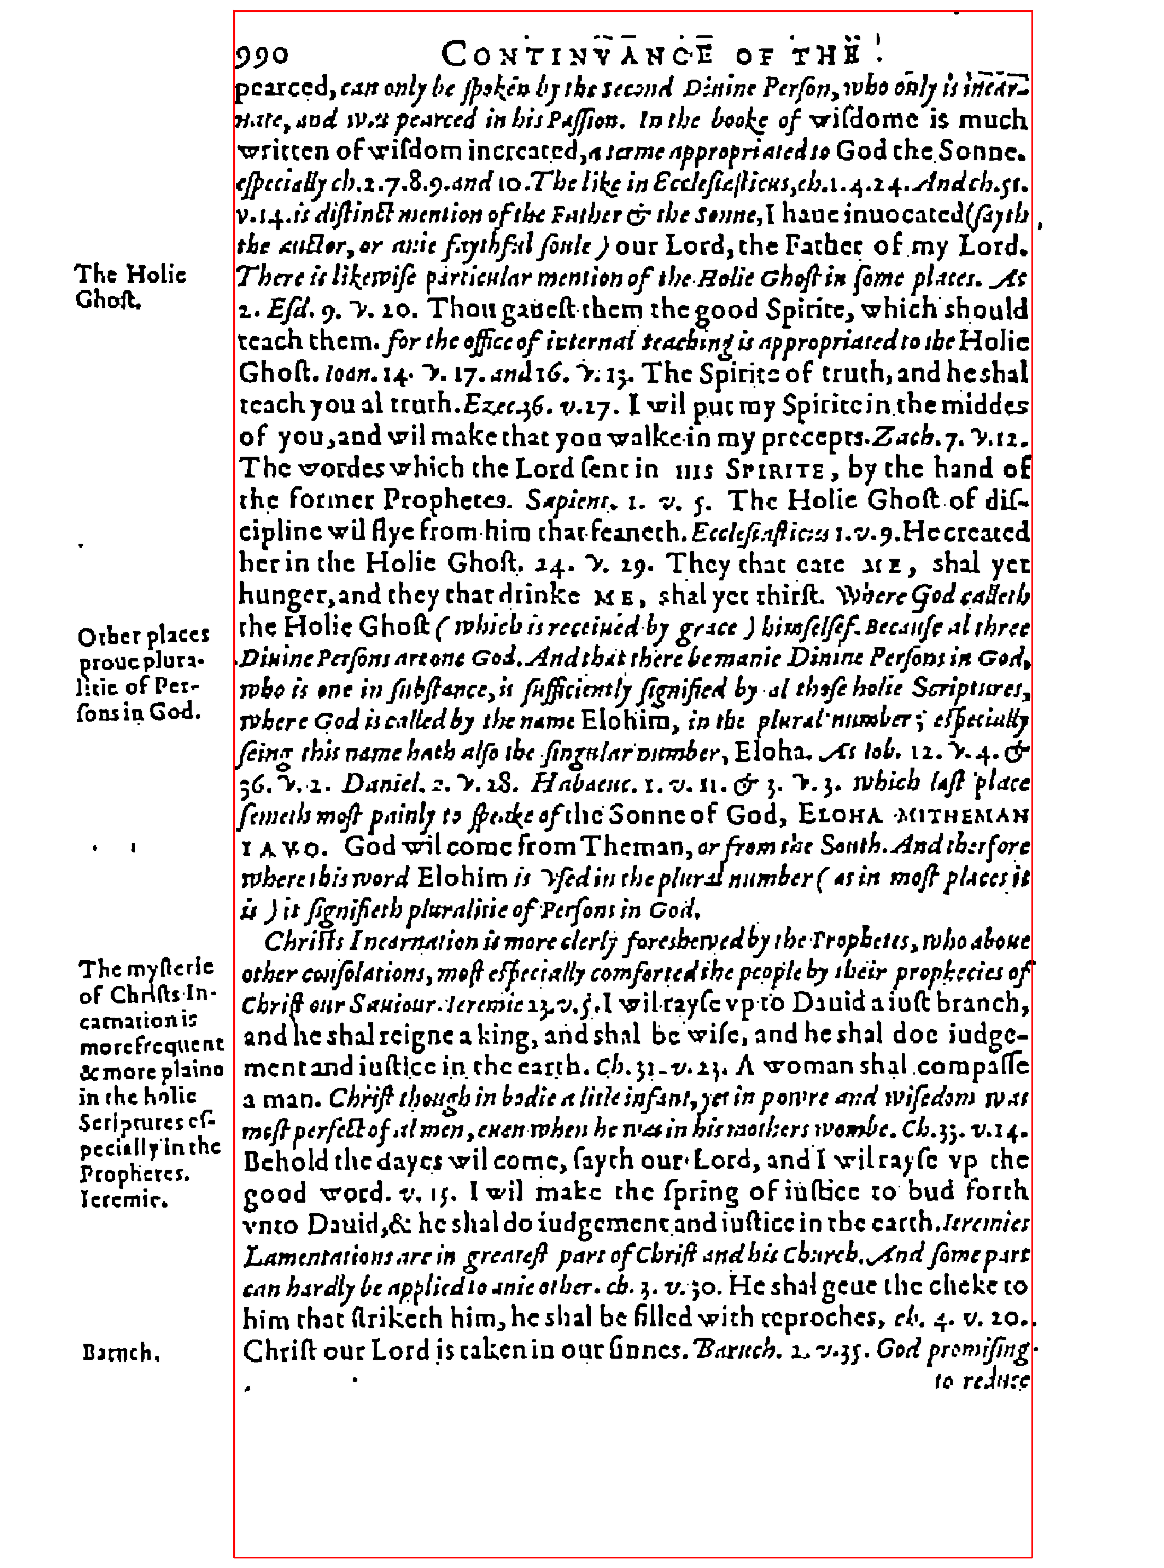 990 CONTINVANCE OF THE
pearced, can only be ſpoken by the second Diuine Perſon, who only is incar-
nate, and was pearced in his Paſſion. In the booke of wiſdome is much
written of wiſdom increated, a terme appropriated to God the Sonne.
eſpecially ch. 2. 7. 8. 9. and 10. The like in Eccleſiaſticus, ch. 1. 4. 24. And ch. 51.
v. 14. is diſtinct mention of the Father & the Sonne, I haue inuocated (ſayth
the auctor, or anie faythful ſoule) our Lord, the Father of my Lord.
The Holie
Ghoſt.
There is likewiſe particular mention of the Holie Ghoſt in ſome places. As
2. Eſd. 9. v. 20. Thou gaueſt them the good Spirite, which should
teach them. for the office of internal teaching is appropriated to the Holie
Ghoſt. Ioan. 14. v. 17. and 16. v. 13. The Spirite of truth, and he shal
teach you al truth. Ezec. 36. v. 27. I wil put my Spirite in the middes
of you, and wil make that you walke in my precepts. Zach. 7. v. 12.
The wordes which the Lord ſent in HIS SPIRITE, by the hand of
the former Prophetes. Sapient. 1. v. 5. The Holie Ghoſt of diſ-
cipline wil flye from him that feaneth. Eccleſiaſticus 1. v. 9. He created
her in the Holie Ghoſt. 24. v. 29. They that eate ME, shal yet
hunger, and they that drinke ME, shal yet thirſt. Where God calleth
the Holie Ghoſt (which is receiued by grace) himſelſef. Becauſe al three
Other places
proue plura-
litie of Per-
ſons in God.
Diuine Perſons are one God. And that there be manie Diuine Perſons in God,
who is one in ſubſtance, is ſufficiently ſignified by al thoſe holie Scriptures,
where God is called by the name Elohim, in the plural number; eſpecially
ſeing this name hath alſo the ſingular number, Eloha. As Iob. 12. v. 4. &
36. v. 2. Daniel. 2. v. 28. Habacuc. 1. v. 11. & 3. v. 3. which laſt place
ſemeth moſt painly to ſpeake of the Sonne of God, ELOHA MITHEMAN
IAVO. God wil come from Theman, or from the South. And therfore
where this word Elohim is vſed in the plural number (as in moſt places it
is) it ſignifieth pluralitie of Perſons in God.
Chriſts Incarnation is more clerly foreshewed by the Prophetes, who aboue
The myſterie
of Chriſts In-
carnation is
more frequent
& more plaine
in the holie
Scriptures eſ-
pecially in the
Prophetes.
Ieremie.
other conſolations, moſt eſpecially comforted the people by their prophecies of
Chriſt our Sauiour. Ieremie 23. v. 5. I wil rayſe vp to Dauid a iuſt branch,
and he shal reigne a king, and shal be wiſe, and he shal doe iudge-
ment and iuſtice in the earth. Ch. 31. v. 23. A woman shal compaſſe
a man. Chriſt though in bodie a litle infant, yet in powre and wiſedom was
moſt perfect of al men, euen when he was in his mothers wombe. Ch. 33. v. 14.
Behold the dayes wil come, ſayth our Lord, and I wil rayſe vp the
good word. v. 15. I wil make the ſpring of iuſtice to bud forth
vnto Dauid, & he shal do iudgement and iuſtice in the earth. Ieremies
Lamentations are in greateſt part of Chriſt and his Church. And ſome part
can hardly be applied to anie other. ch. 3. v. 30. He shal geue the cheke to
him that ſtriketh him, he shal be filled with reproches, ch. 4. v. 20.
Baruch.
Chriſt our Lord is taken in our ſinnes. Baruch. 2. v. 35. God promiſing
to reduce